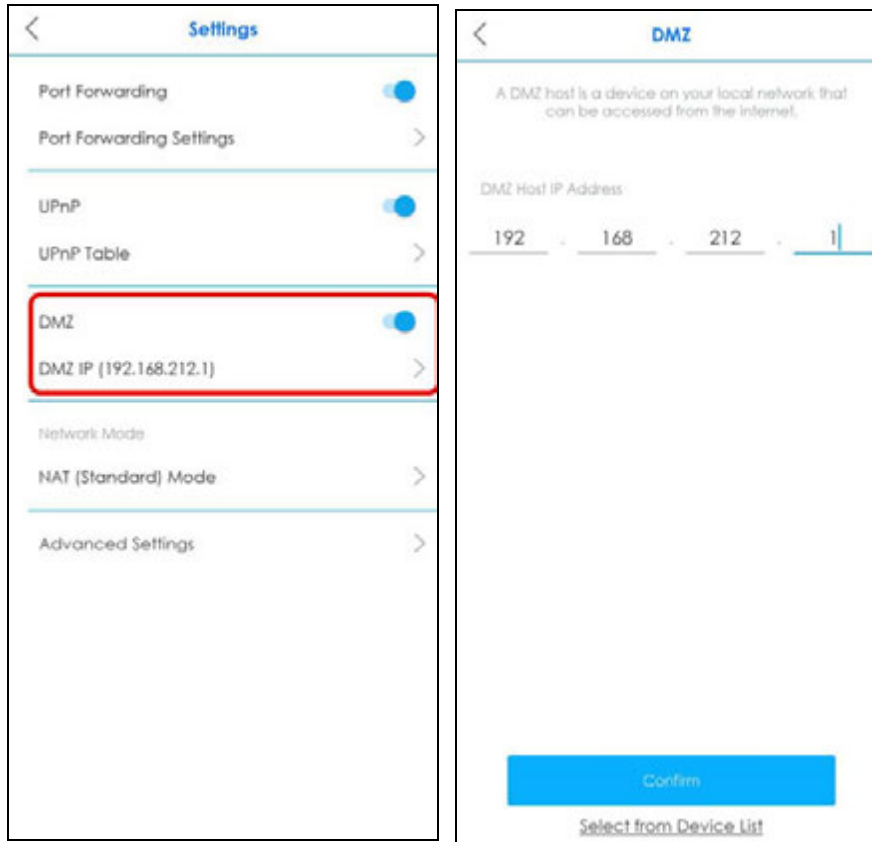 Settings
Port Forwarding
Port Forwarding Settings
UPnP
UPnP Table
DMZ
DMZ IP (192.168.212.1)
Network Mode
NAT (Standard) Mode
Advanced Settings
DMZ
A DMZ host is a device on your local network that
can be accessed from the internet.
DMZ Host IP Address
192 . 168 . 212 . 1
Confirm
Select from Device List